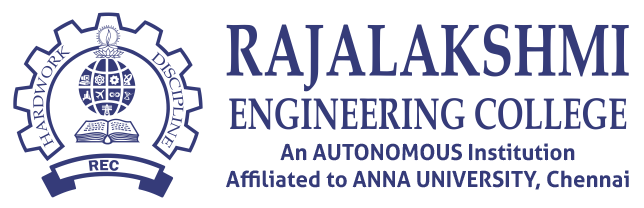 HARDWORK
DISCIPLINE
REC
RAJALAKSHMI
ENGINEERING COLLEGE
An AUTONOMOUS Institution
Affiliated to ANNA UNIVERSITY, Chennai